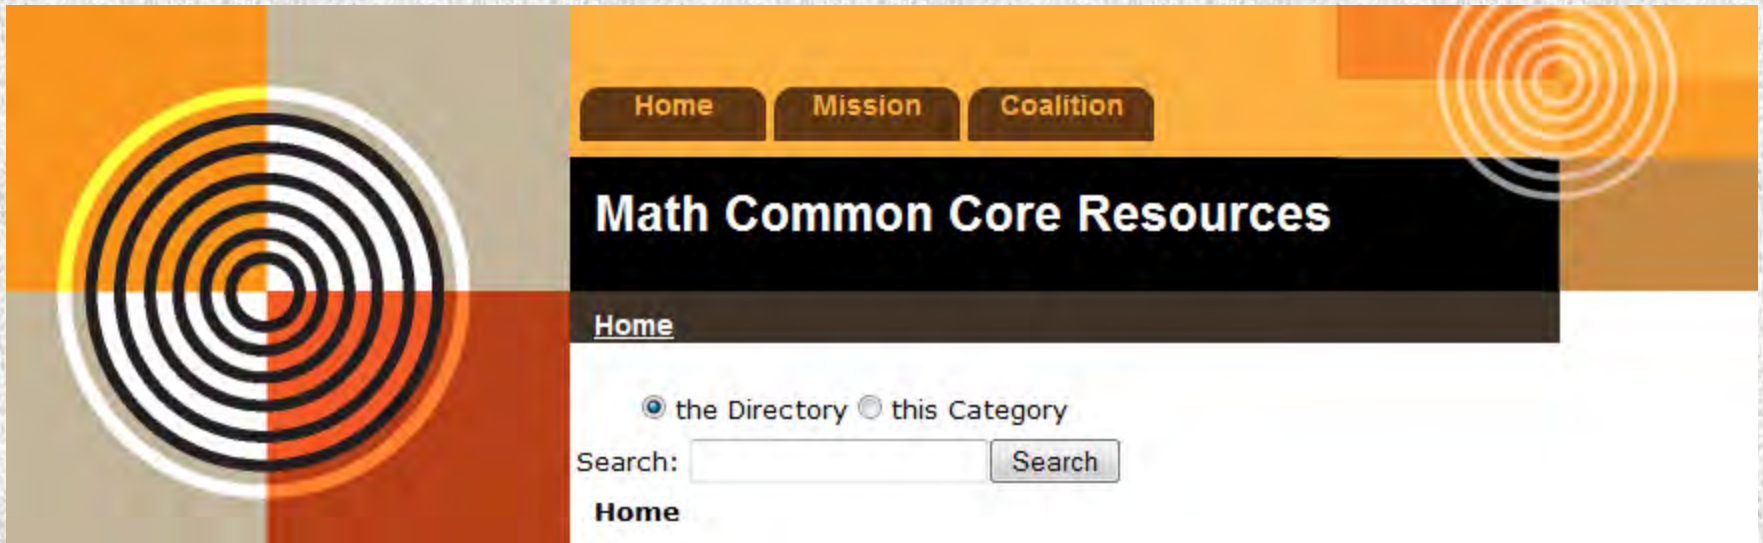 Home Mission Coalition
Math Common Core Resources
Home
the Directory this Category
Search: Search
Home